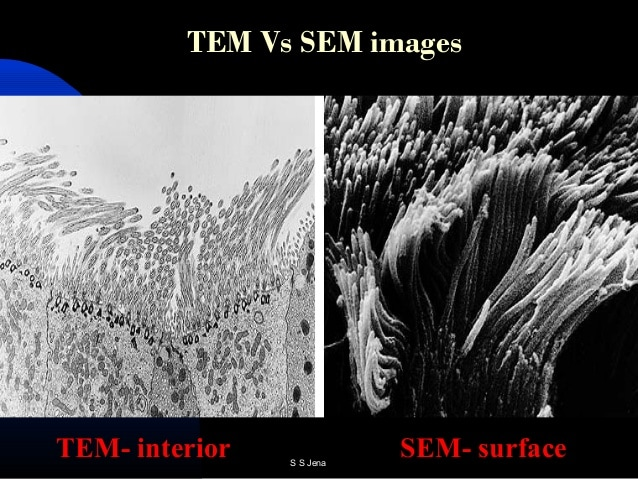 TEM Vs SEM images
TEM- interior
SEM- surface
S S Jena